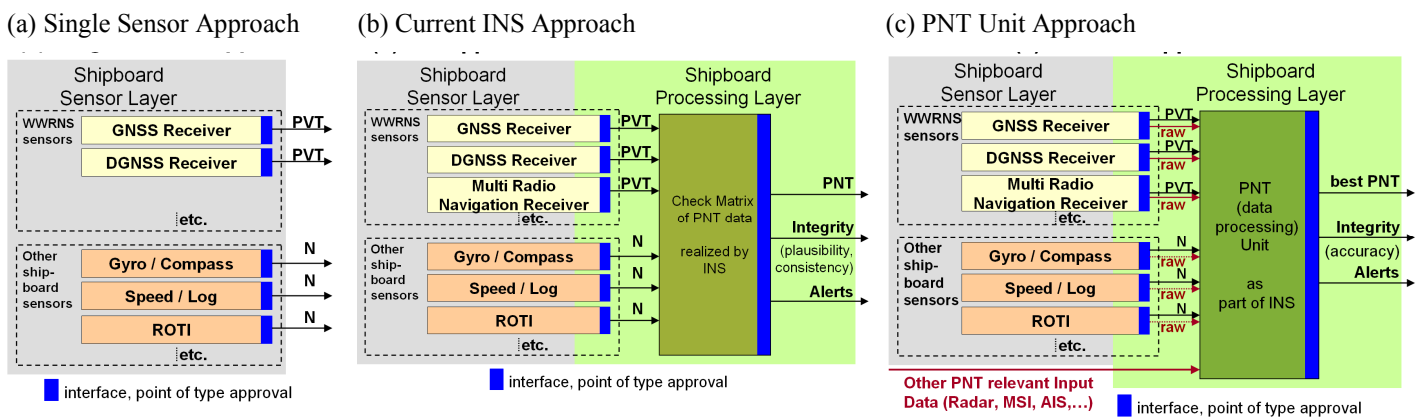 (a) Single Sensor Approach
Shipboard
Sensor Layer
WWRNS
sensors
GNSS Receiver
PVT
DGNSS Receiver
PVT
etc.
Other
ship-
board
sensors
Gyro / Compass
N
Speed / Log
N
ROTI
N
etc.
interface, point of type approval
(b) Current INS Approach
Shipboard
Sensor Layer
Shipboard
Processing Layer
WWRNS
sensors
GNSS Receiver
PVT
DGNSS Receiver
PVT
Multi Radio
Navigation Receiver
PVT
etc.
Other
ship-
board
sensors
Gyro / Compass
N
Speed / Log
N
ROTI
N
etc.
Check Matrix
of PNT data
realized by
INS
PNT
Integrity
(plausibility,
consistency)
Alerts
interface, point of type approval
(c) PNT Unit Approach
Shipboard
Sensor Layer
Shipboard
Processing Layer
WWRNS
sensors
GNSS Receiver
PVT
raw
DGNSS Receiver
PVT
raw
Multi Radio
Navigation Receiver
PVT
raw
etc.
Other
ship-
board
sensors
Gyro / Compass
N
raw
Speed / Log
N
raw
ROTI
N
raw
etc.
PNT
(data
processing)
Unit
as
part of INS
best PNT
Integrity
(accuracy)
Alerts
Other PNT relevant Input
Data (Radar, MSI, AIS,…)
interface, point of type approval